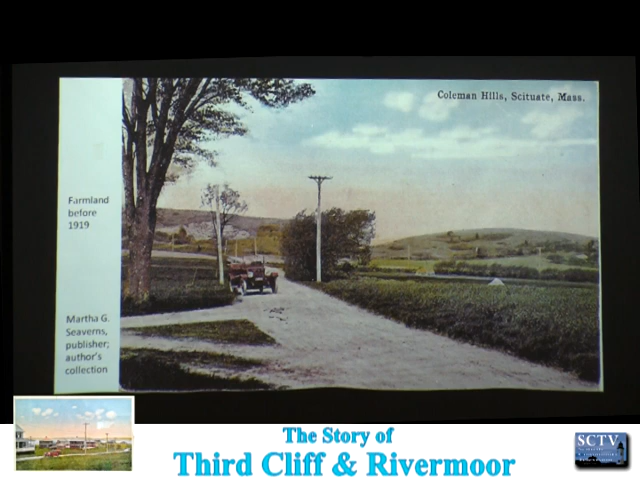 Coleman Hills, Scituate, Mass.
Farmland
before
1919
Martha G.
Seaverns,
publisher;
author's
collection
The Story of
Third Cliff & Rivermoor
SCTV